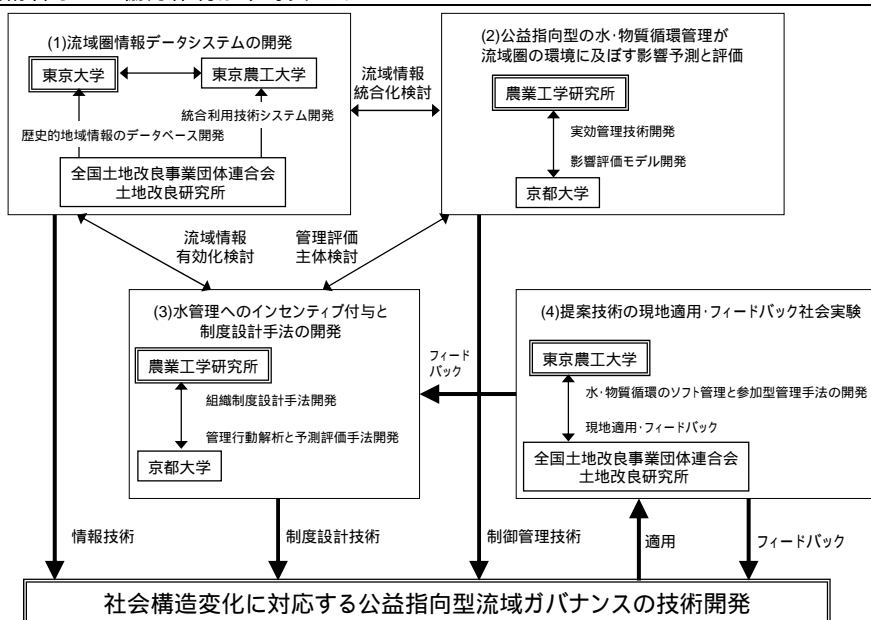 (1)流域圏情報データシステムの開発
東京大学
東京農工大学
統合利用技術システム開発
歴史的地域情報のデータベース開発
全国土地改良事業団体連合会
土地改良研究所
流域情報
統合化検討
(2)公益指向型の水・物質循環管理が
流域圏の環境に及ぼす影響予測と評価
農業工学研究所
実効管理技術開発
影響評価モデル開発
京都大学
流域情報
有効化検討
管理評価
主体検討
(3)水管理へのインセンティブ付与と
制度設計手法の開発
農業工学研究所
組織制度設計手法開発
管理行動解析と予測評価手法開発
京都大学
フィード
バック
(4)提案技術の現地適用・フィードバック社会実験
東京農工大学
水・物質循環のソフト管理と参加型管理手法の開発
現地適用・フィードバック
全国土地改良事業団体連合会
土地改良研究所
情報技術
制度設計技術
制御管理技術
適用
フィードバック
社会構造変化に対応する公益指向型流域ガバナンスの技術開発